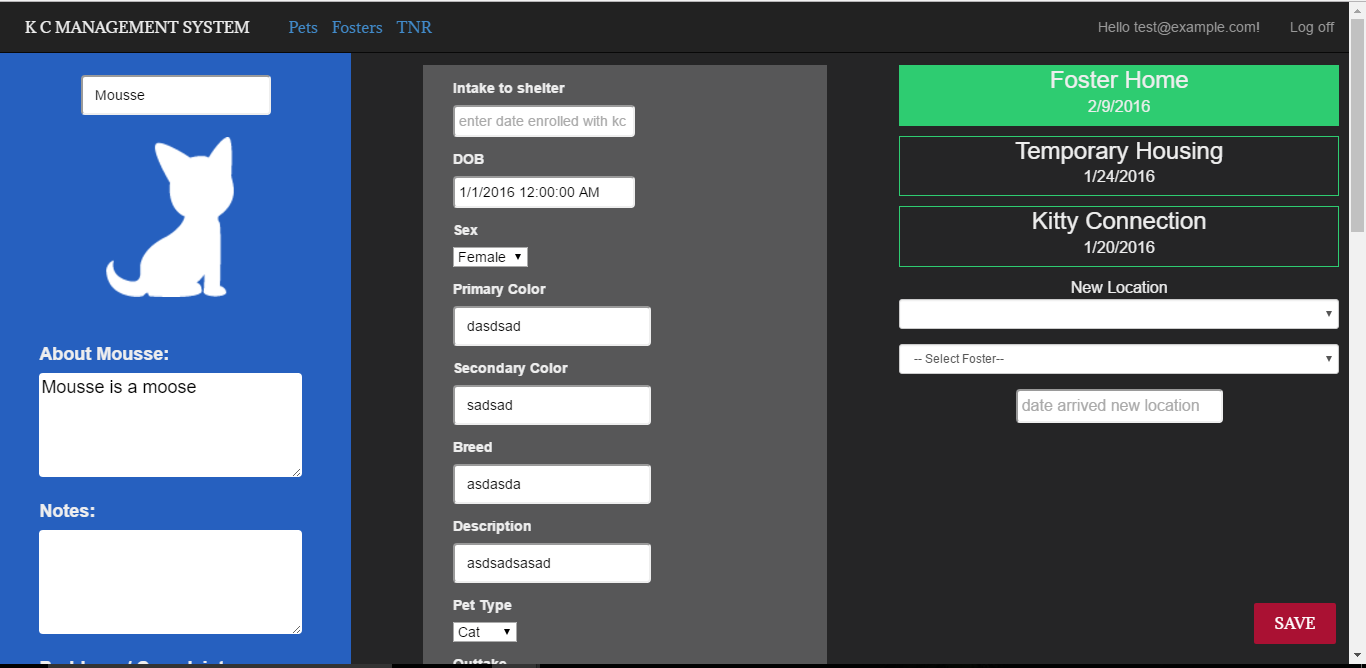 K C MANAGEMENT SYSTEM Pets Fosters TNR Hello test@example.com! Log off
Mousse
About Mousse:
Mousse is a moose
Notes:
Intake to shelter
enter date enrolled with kc
DOB
1/1/2016 12:00:00 AM
Sex
Female
Primary Color
dasdsad
Secondary Color
sadsad
Breed
asdasda
Description
asdsadsasad
Pet Type
Cat
Outtake
Foster Home
2/9/2016
Temporary Housing
1/24/2016
Kitty Connection
1/20/2016
New Location
-- Select Foster--
date arrived new location
SAVE